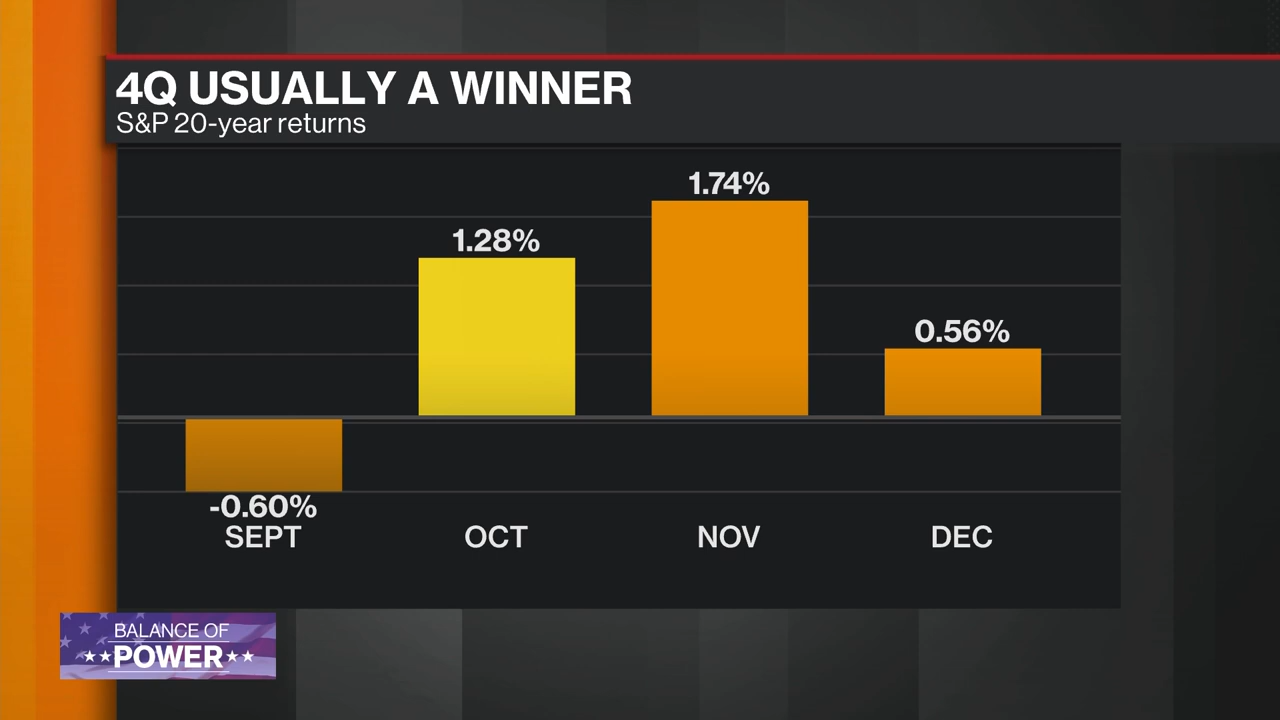 4Q USUALLY A WINNER
S&P 20-year returns
1.74%
1.28%
0.56%
-0.60%
SEPT OCT NOV DEC
BALANCE OF
★★POWER★★